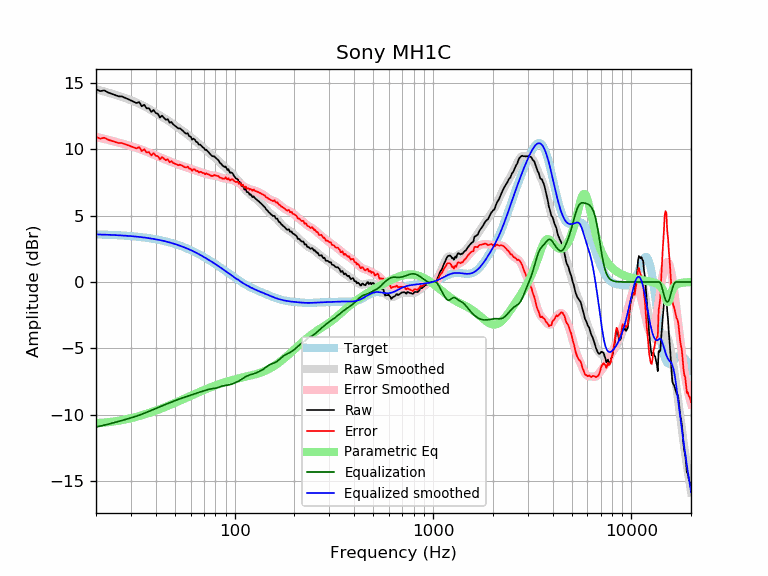 Sony MH1C
15
10
5
0
−5
−10
−15
Amplitude (dBr)
Target
Raw Smoothed
Error Smoothed
Raw
Error
Parametric Eq
Equalization
Equalized smoothed
100
1000
10000
Frequency (Hz)